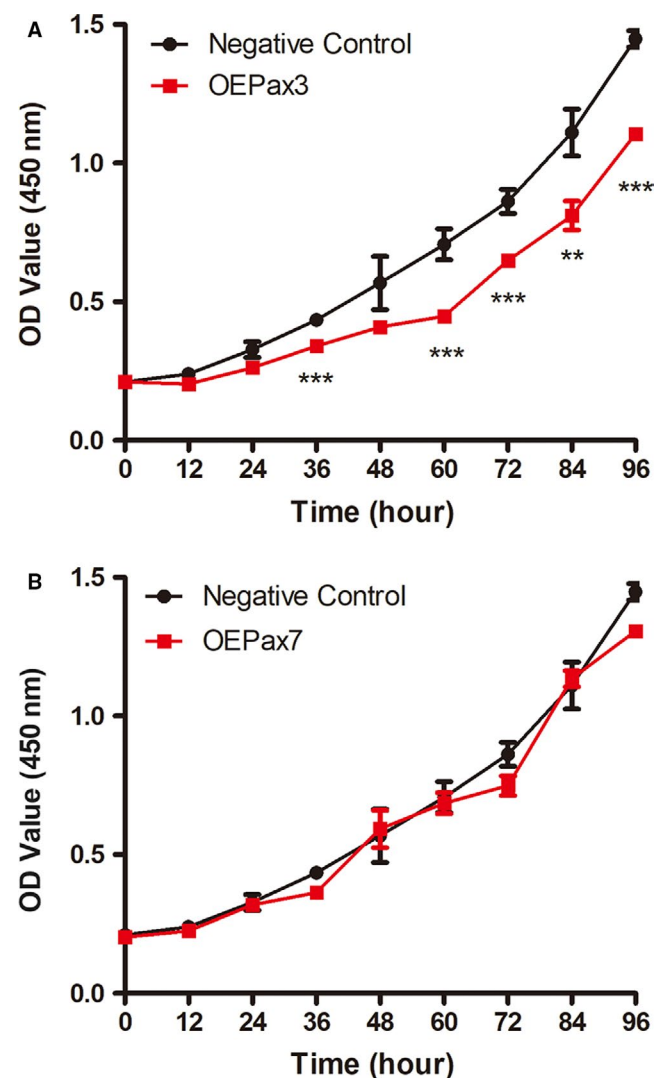 A
Negative Control
OEPax3
OD Value (450 nm)
1.5
1.0
0.5
0.0
***
***
***
**
***
0 12 24 36 48 60 72 84 96
Time (hour)
B
Negative Control
OEPax7
OD Value (450 nm)
1.5
1.0
0.5
0.0
0 12 24 36 48 60 72 84 96
Time (hour)